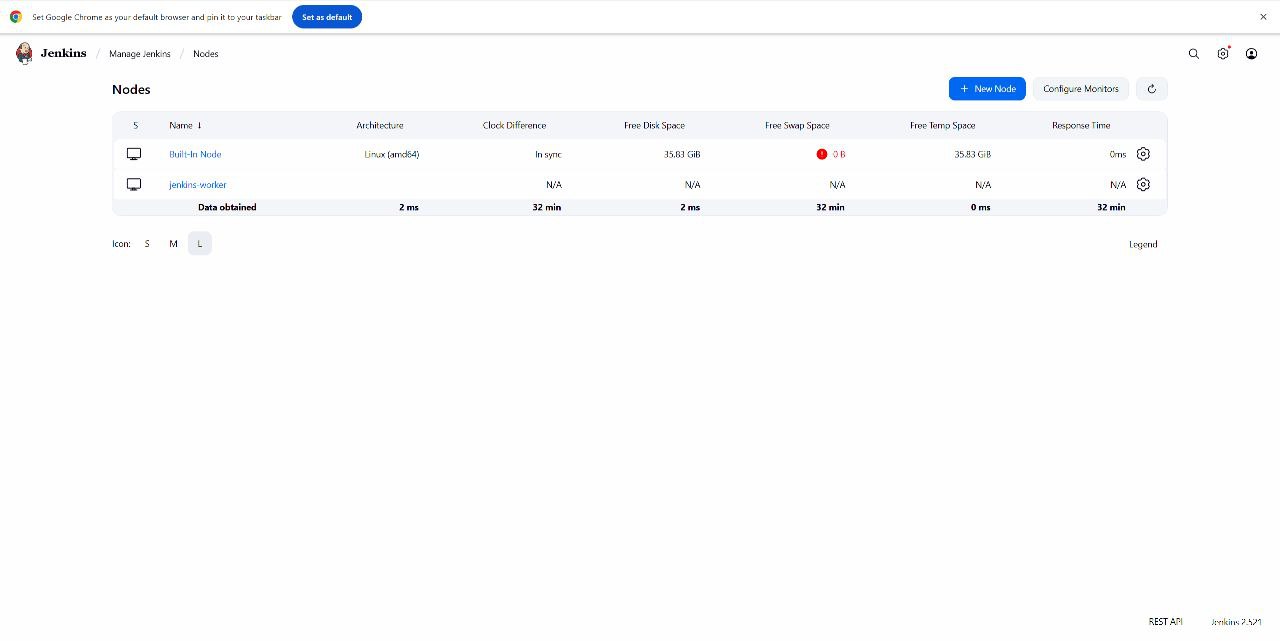 Set Google Chrome as your default browser and pin it to your taskbar Set as default
Jenkins / Manage Jenkins / Nodes
Nodes
+ New Node Configure Monitors
S Name ↓ Architecture Clock Difference Free Disk Space Free Swap Space Free Temp Space Response Time
Built-In Node Linux (amd64) In sync 35.83 GiB 0 B 35.83 GiB 0ms
jenkins-worker N/A N/A N/A N/A N/A
Data obtained 2 ms 32 min 2 ms 32 min 0 ms 32 min
Icon: S M L Legend
REST API Jenkins 2.521